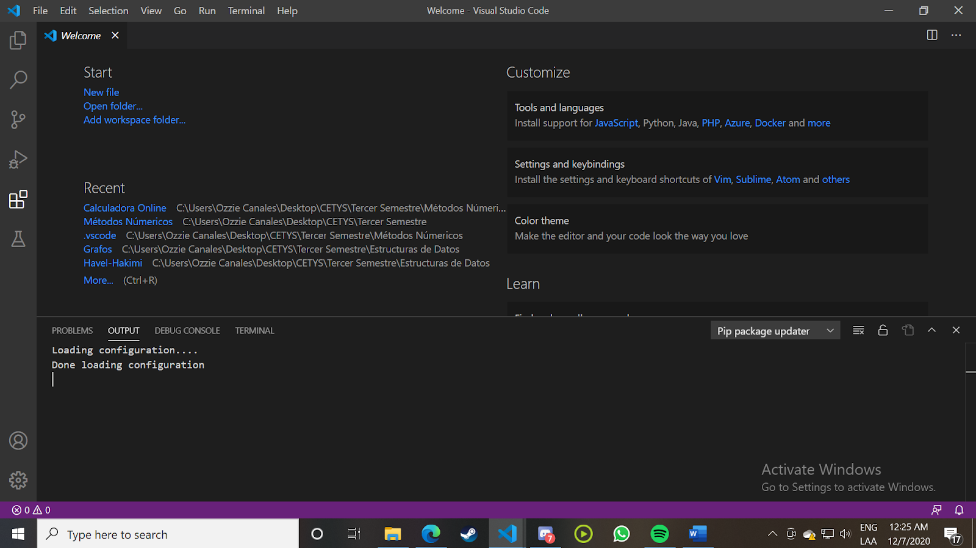 File Edit Selection View Go Run Terminal Help Welcome - Visual Studio Code
Welcome
Start
New file
Open folder...
Add workspace folder...
Recent
Calculadora Online C:\Users\Ozzie Canales\Desktop\CETYS\Tercer Semestre\Métodos Númeri...
Métodos Númericos C:\Users\Ozzie Canales\Desktop\CETYS\Tercer Semestre
.vscode C:\Users\Ozzie Canales\Desktop\CETYS\Tercer Semestre\Métodos Númericos
Grafos C:\Users\Ozzie Canales\Desktop\CETYS\Tercer Semestre\Estructuras de Datos
Havel-Hakimi C:\Users\Ozzie Canales\Desktop\CETYS\Tercer Semestre\Estructuras de Datos
More... (Ctrl+R)
Customize
Tools and languages
Install support for JavaScript, Python, Java, PHP, Azure, Docker and more
Settings and keybindings
Install the settings and keyboard shortcuts of Vim, Sublime, Atom and others
Color theme
Make the editor and your code look the way you love
Learn
PROBLEMS OUTPUT DEBUG CONSOLE TERMINAL Pip package updater
Loading configuration....
Done loading configuration
Activate Windows
Go to Settings to activate Windows.
0 0
Type here to search
7
W
ENG
LAA
12:25 AM
12/7/2020
17